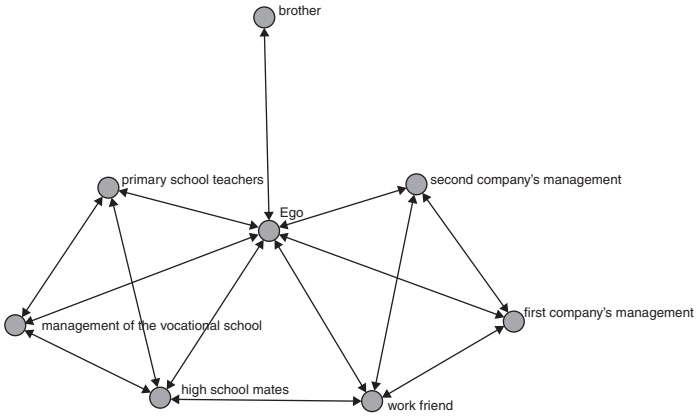 brother
primary school teachers
second company's management
Ego
first company's management
management of the vocational school
high school mates
work friend